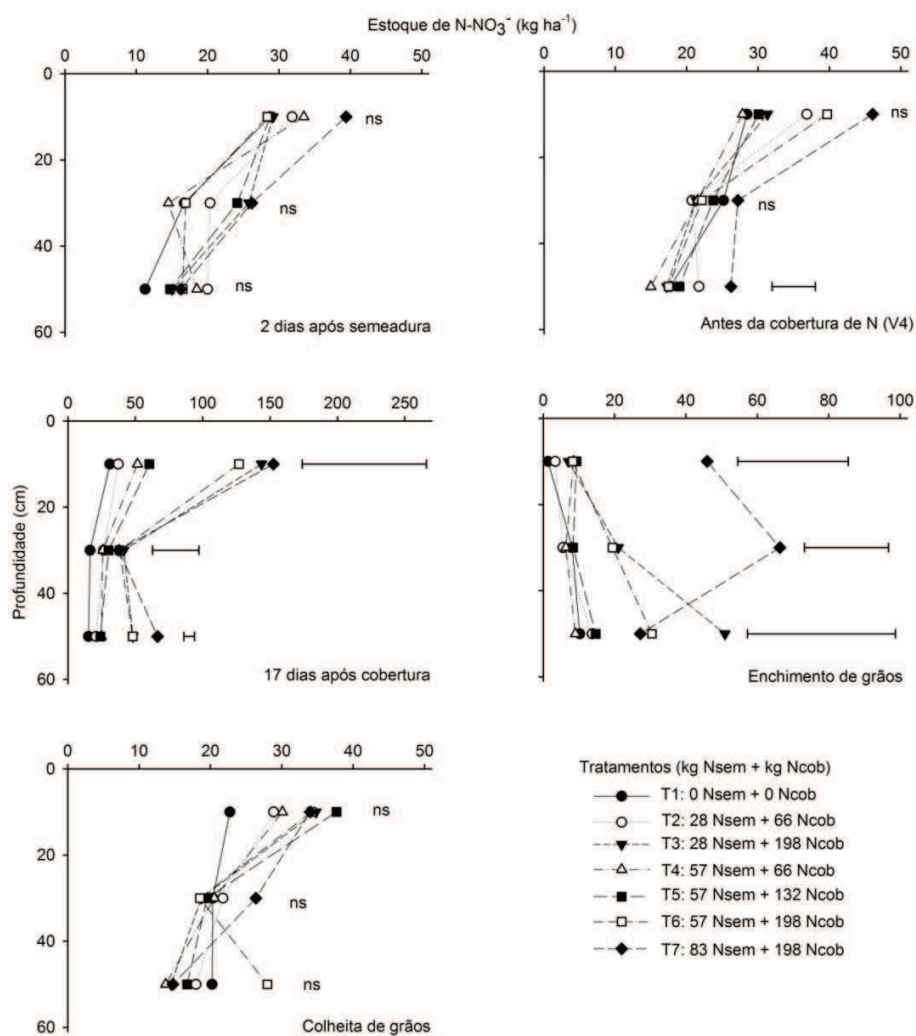 Estoque de N-NO3- (kg ha-1)
0 10 20 30 40 50
0 10 20 30 40 50
0
20
40
60
ns
ns
ns
2 dias após semeadura
ns
ns
Antes da cobertura de N (V4)
0 50 100 150 200 250
0 20 40 60 80 100
Profundidade (cm)
0
20
40
60
17 dias após cobertura
Enchimento de grãos
0 10 20 30 40 50
0
20
40
60
ns
ns
ns
Colheita de grãos
Tratamentos (kg Nsem + kg Ncob)
T1: 0 Nsem + 0 Ncob
T2: 28 Nsem + 66 Ncob
T3: 28 Nsem + 198 Ncob
T4: 57 Nsem + 66 Ncob
T5: 57 Nsem + 132 Ncob
T6: 57 Nsem + 198 Ncob
T7: 83 Nsem + 198 Ncob